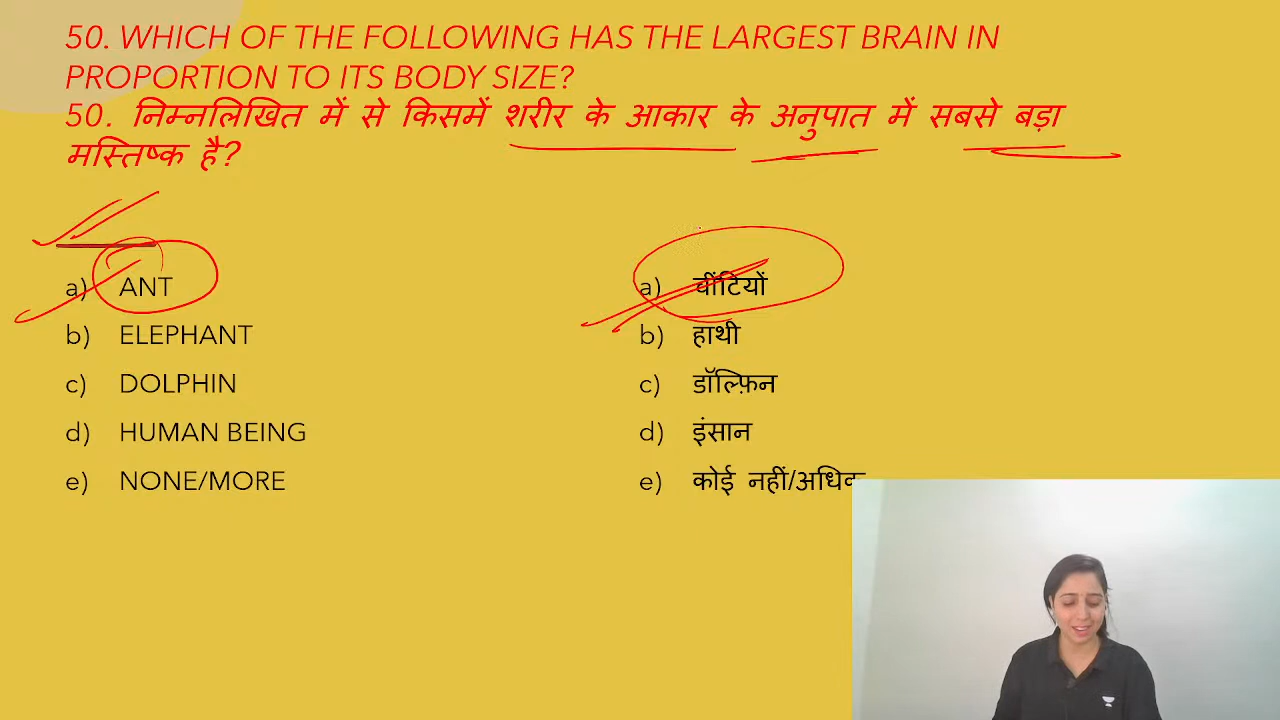 50. WHICH OF THE FOLLOWING HAS THE LARGEST BRAIN IN
PROPORTION TO ITS BODY SIZE?
50. निम्नलिखित में से किसमें शरीर के आकार के अनुपात में सबसे बड़ा
मस्तिष्क है?
a) ANT
b) ELEPHANT
c) DOLPHIN
d) HUMAN BEING
e) NONE/MORE
a) चींटियों
b) हाथी
c) डॉल्फ़िन
d) इंसान
e) कोई नहीं/अधिक